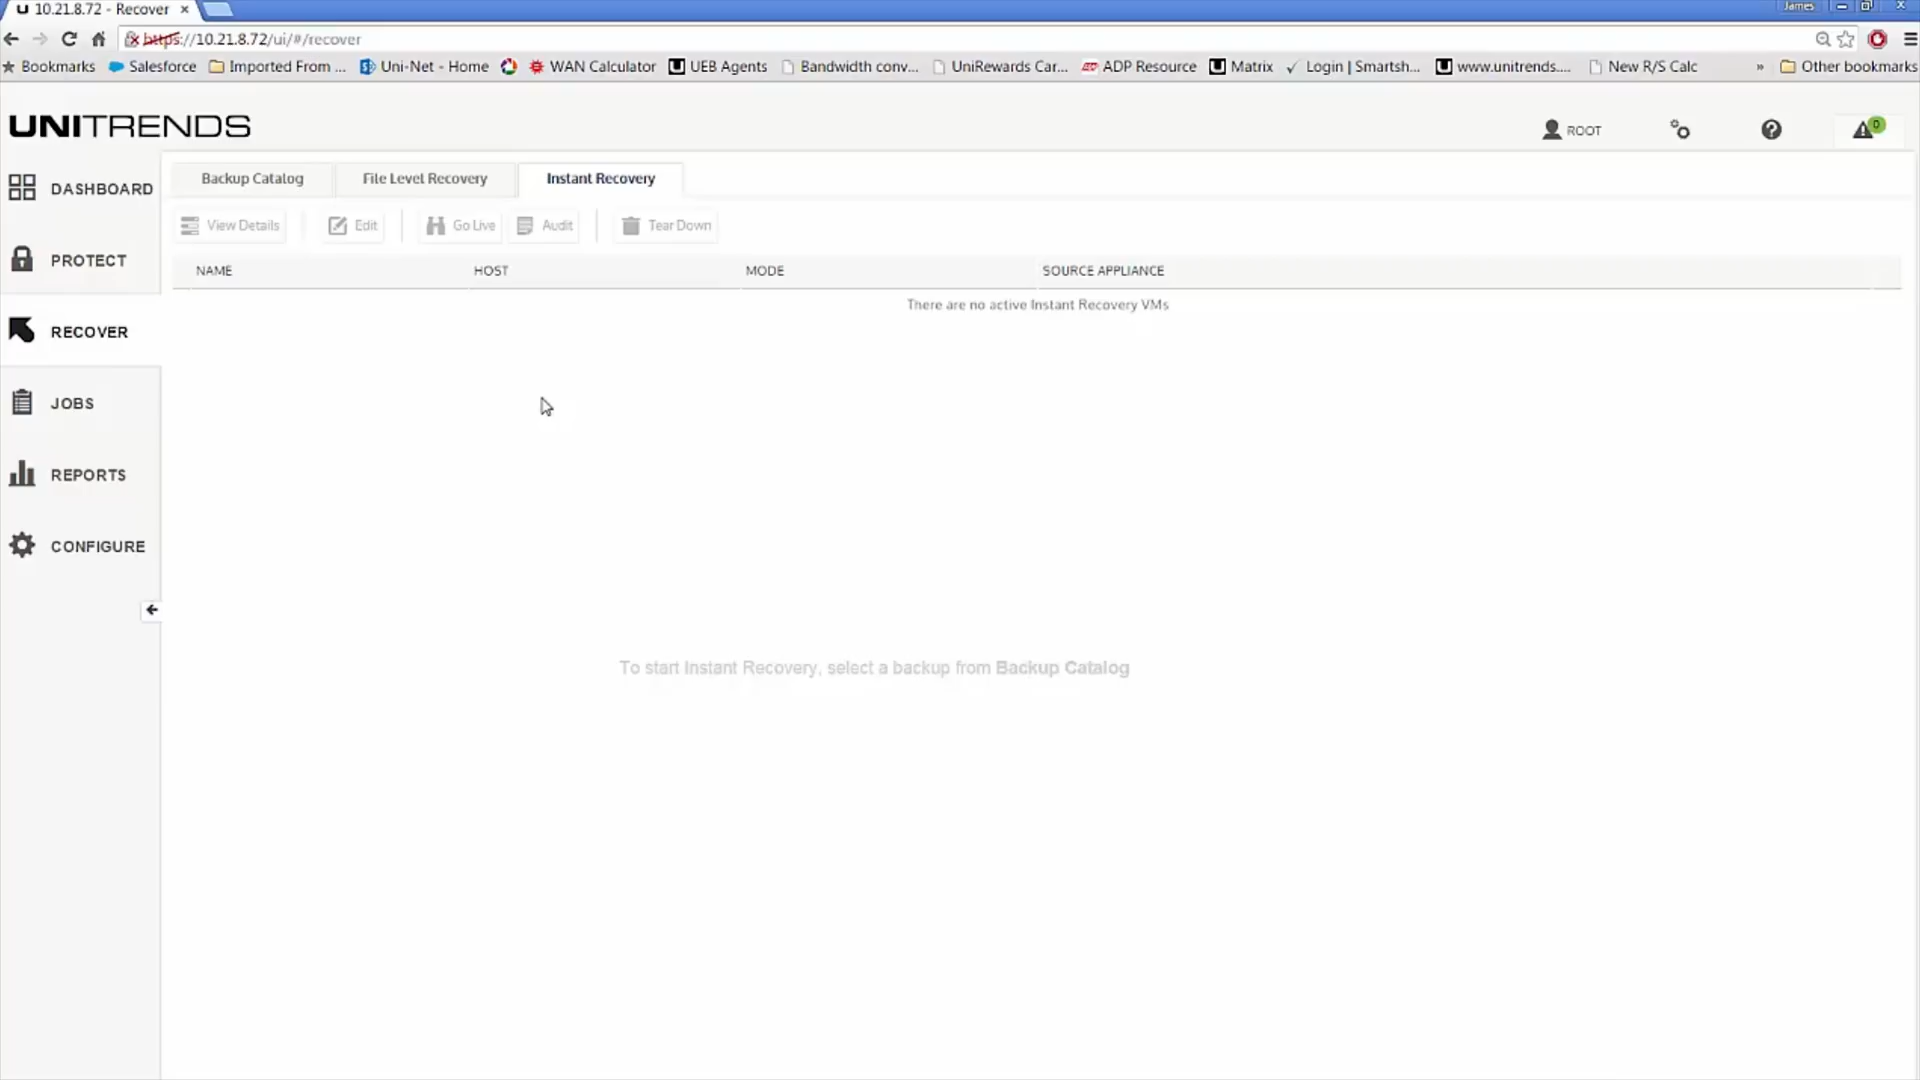 10.21.8.72 - Recover
James
https://10.21.8.72/ui/#/recover
Bookmarks Salesforce Imported From ... Uni-Net - Home WAN Calculator UEB Agents Bandwidth conv... UniRewards Car... ADP Resource Matrix Login | Smartsh... www.unitrends.... New R/S Calc » Other bookmarks
UNITRENDS
ROOT
0
DASHBOARD
PROTECT
RECOVER
JOBS
REPORTS
CONFIGURE
Backup Catalog File Level Recovery Instant Recovery
View Details Edit Go Live Audit Tear Down
NAME HOST MODE SOURCE APPLIANCE
There are no active Instant Recovery VMs
To start Instant Recovery, select a backup from Backup Catalog